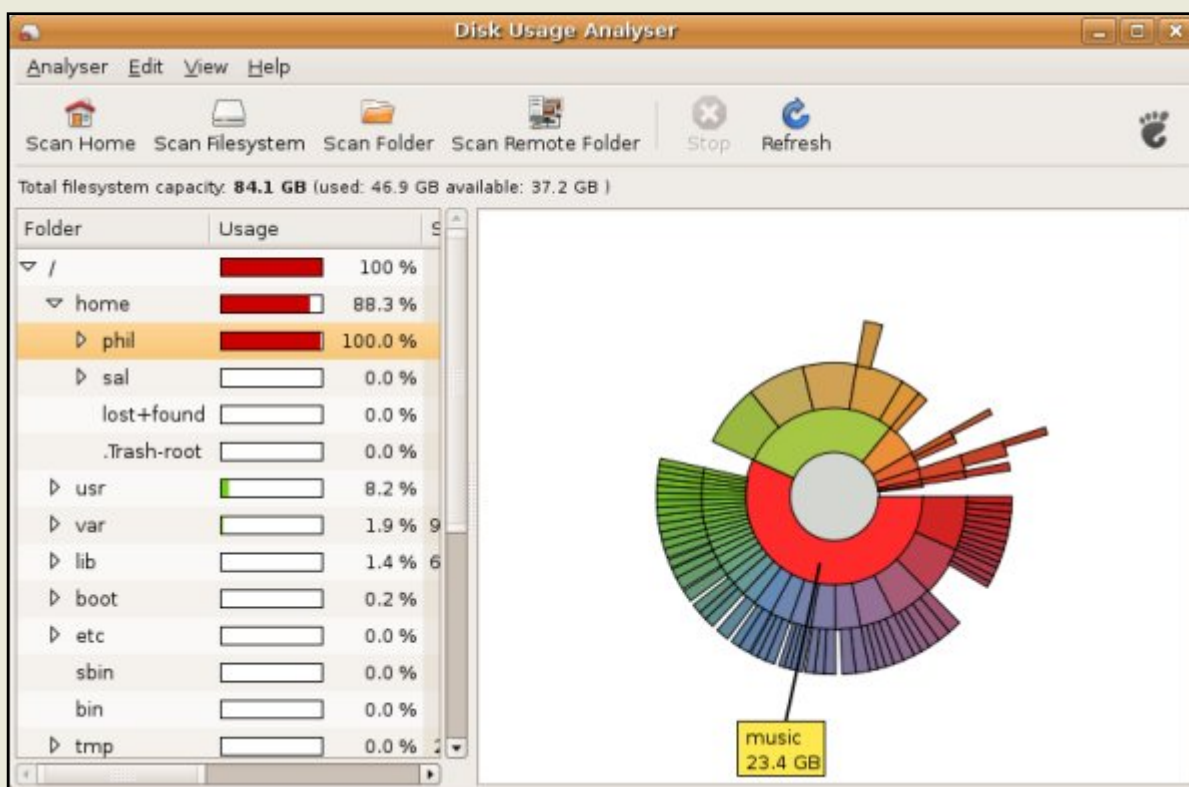 Disk Usage Analyser
Analyser Edit View Help
Scan Home Scan Filesystem Scan Folder Scan Remote Folder Stop Refresh
Total filesystem capacity: 84.1 GB (used: 46.9 GB available: 37.2 GB )
Folder Usage S
/ 100 %
home 88.3 %
phil 100.0 %
sal 0.0 %
lost+found 0.0 %
.Trash-root 0.0 %
usr 8.2 %
var 1.9 % 9
lib 1.4 % 6
boot 0.2 %
etc 0.0 %
sbin 0.0 %
bin 0.0 %
tmp 0.0 %
music
23.4 GB